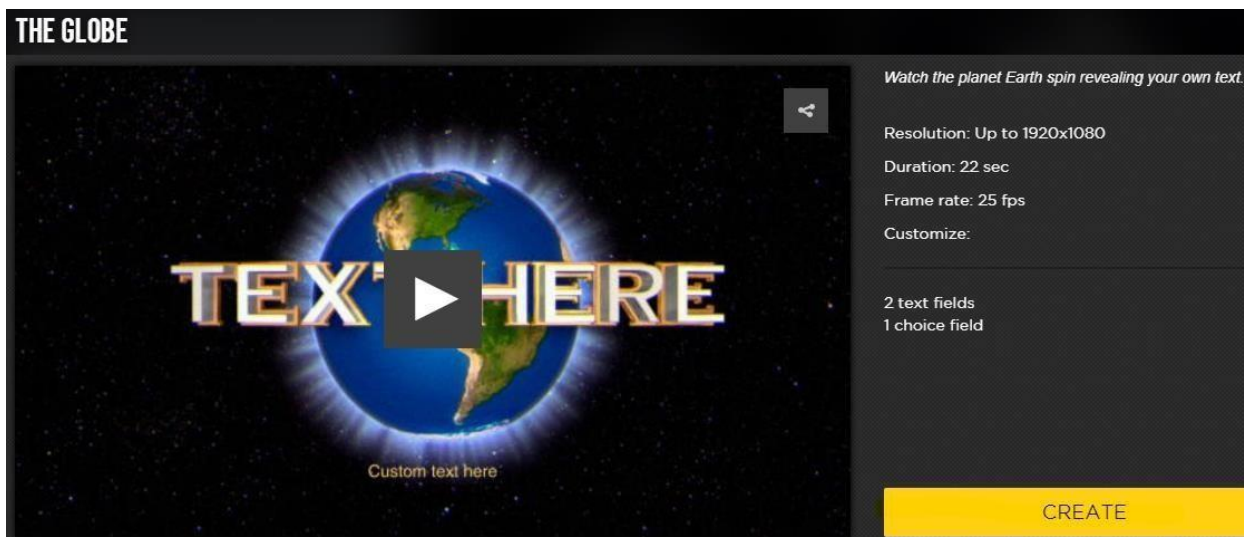 THE GLOBE
TEXT HERE
Custom text here
Watch the planet Earth spin revealing your own text.
Resolution: Up to 1920x1080
Duration: 22 sec
Frame rate: 25 fps
Customize:
2 text fields
1 choice field
CREATE